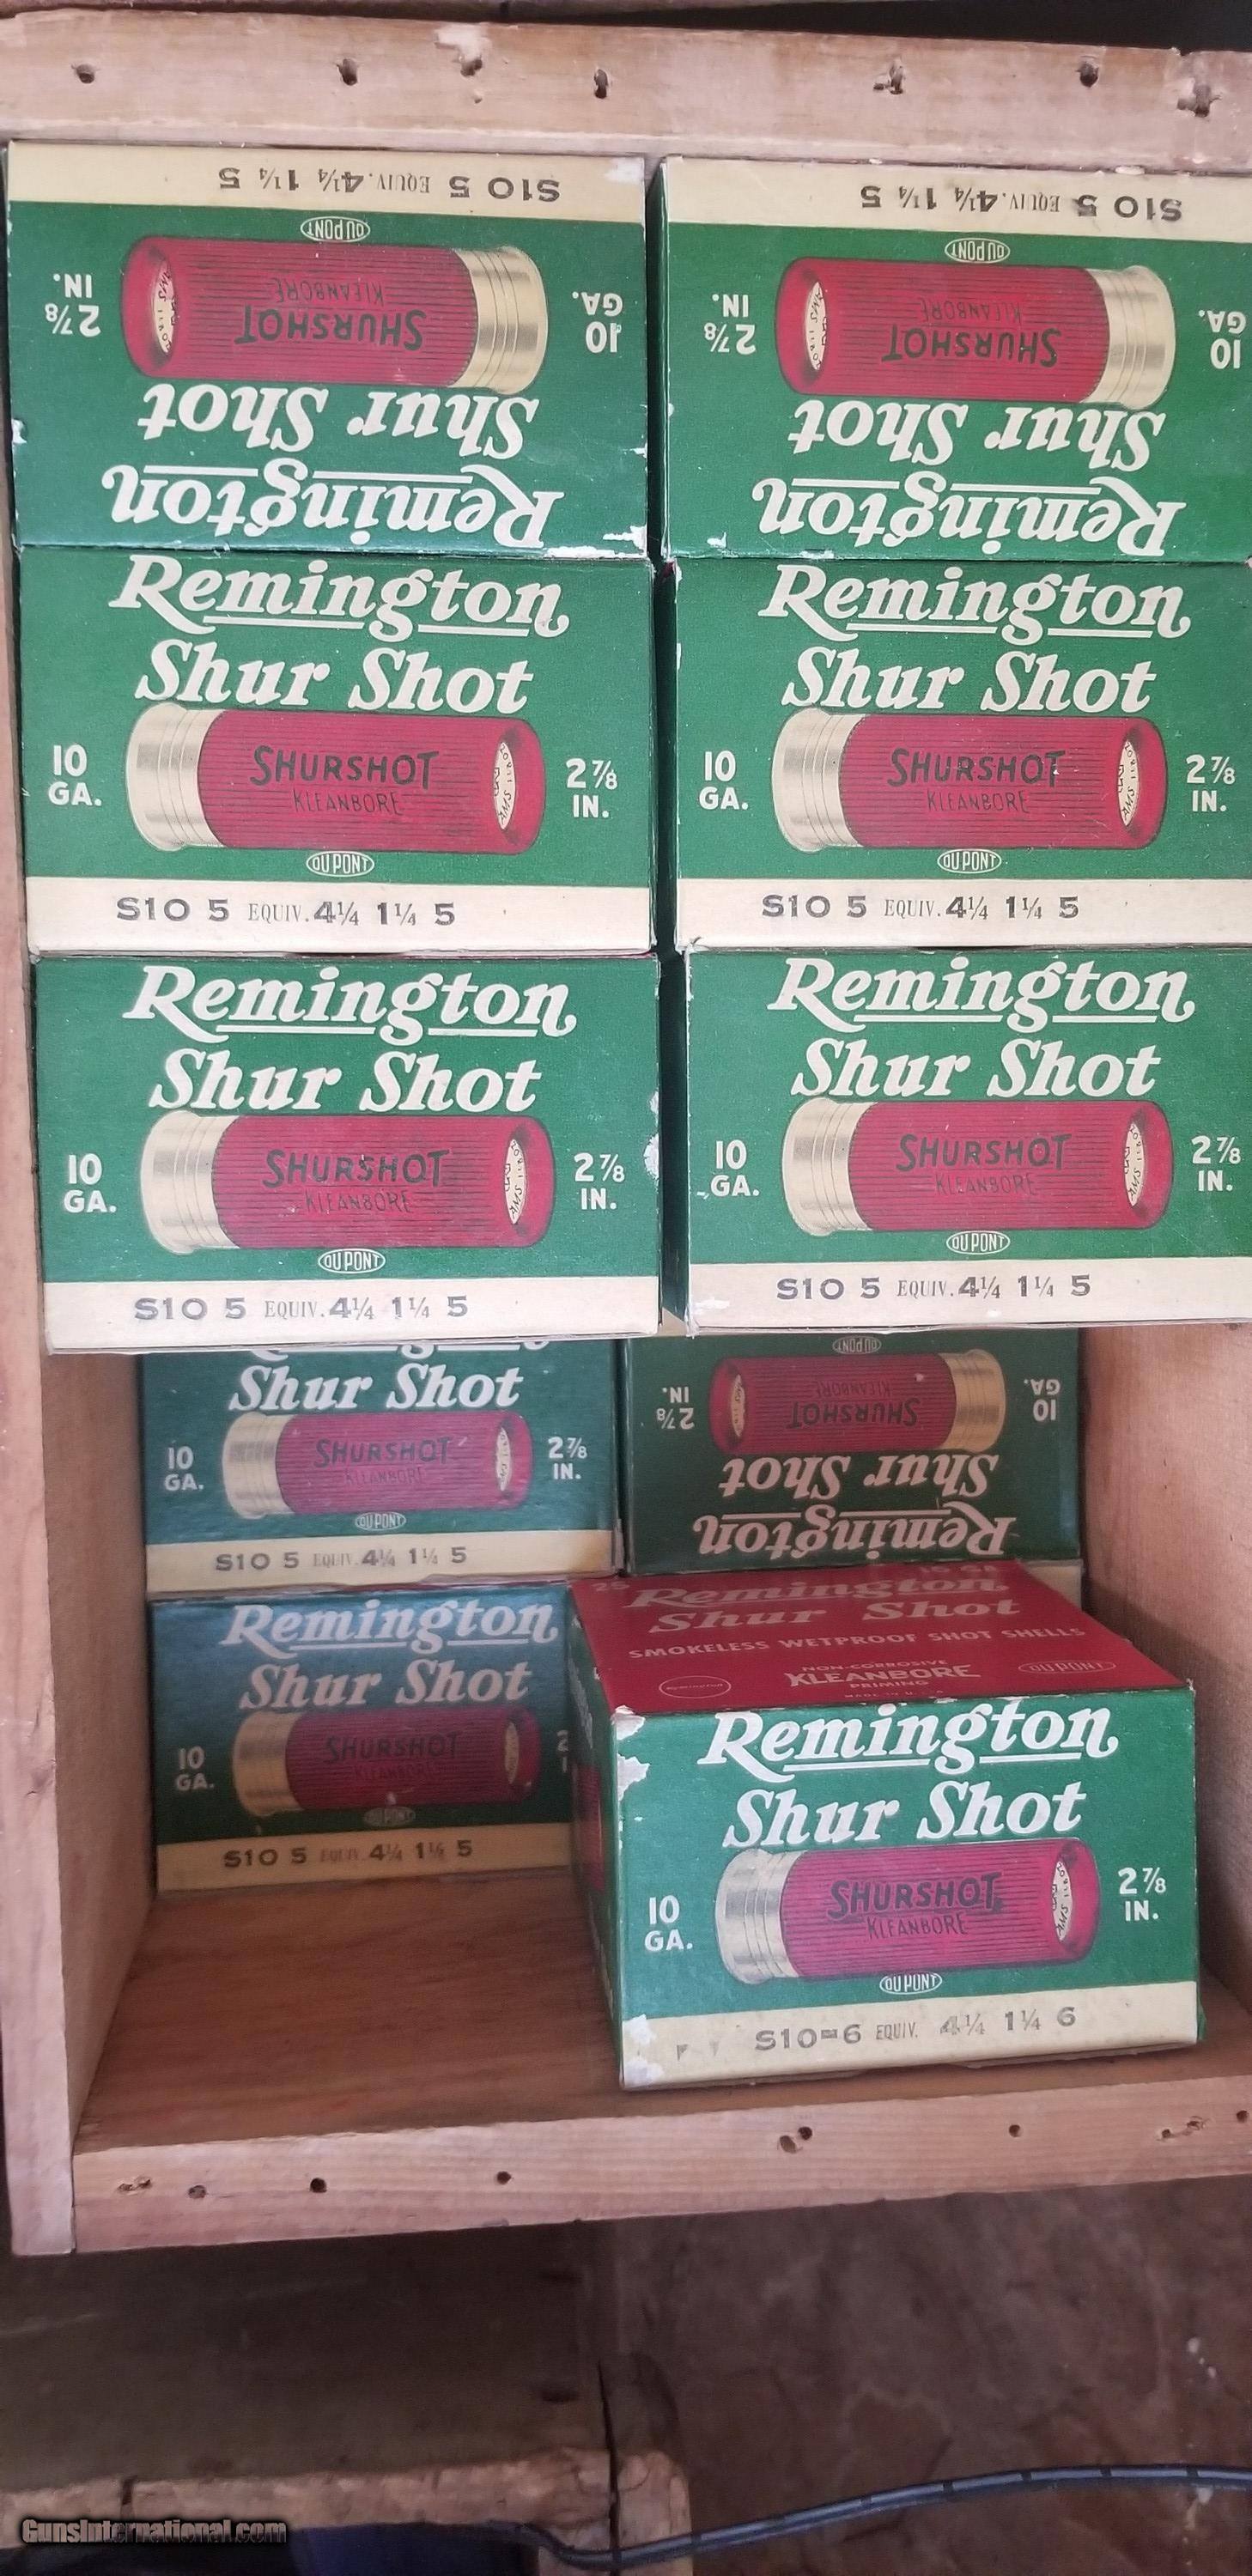 S10 5 EQUIV. 4¼ 1¼ 5
DU PONT
10 GA.
SHURSHOT
KLEANBORE
2⅞ IN.
Shur Shot
Remington
S10 5 EQUIV. 4¼ 1¼ 5
DU PONT
10 GA.
SHURSHOT
KLEANBORE
2⅞ IN.
Shur Shot
Remington
Remington
Shur Shot
10 GA.
SHURSHOT
KLEANBORE
2⅞ IN.
DU PONT
S10 5 EQUIV. 4¼ 1¼ 5
Remington
Shur Shot
10 GA.
SHURSHOT
KLEANBORE
2⅞ IN.
DU PONT
S10 5 EQUIV. 4¼ 1¼ 5
Remington
Shur Shot
10 GA.
SHURSHOT
KLEANBORE
2⅞ IN.
DU PONT
S10 5 EQUIV. 4¼ 1¼ 5
Remington
Shur Shot
10 GA.
SHURSHOT
KLEANBORE
2⅞ IN.
DU PONT
S10 5 EQUIV. 4¼ 1¼ 5
Shur Shot
10 GA.
SHURSHOT
KLEANBORE
2⅞ IN.
DU PONT
S10 5 EQUIV. 4¼ 1¼ 5
DU PONT
10 GA.
SHURSHOT
KLEANBORE
2⅞ IN.
Shur Shot
Remington
Remington
Shur Shot
10 GA.
SHURSHOT
KLEANBORE
DU PONT
S10 5 EQUIV. 4¼ 1¼ 5
25
Remington
Shur Shot
SMOKELESS WETPROOF SHOT SHELLS
NON-CORROSIVE
KLEANBORE
PRIMING
Remington
DU PONT
Remington
Shur Shot
10 GA.
SHURSHOT
KLEANBORE
2⅞ IN.
DU PONT
S10-6 EQUIV. 4¼ 1¼ 6
GunsInternational.com